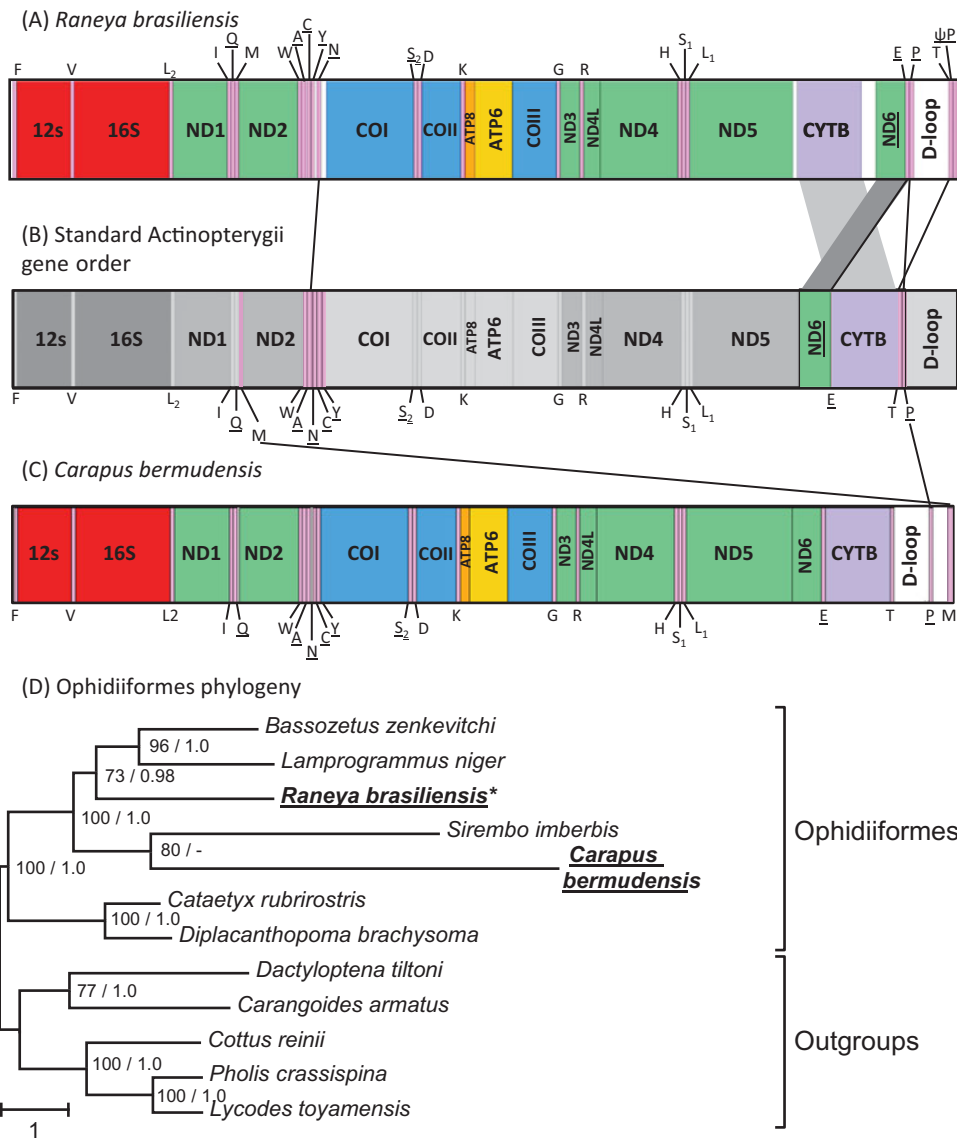 (A) Raneya brasiliensis
F V L2 I Q M W A C Y N S2 D K G R H S1 L1 E P T ψP
12s 16S ND1 ND2 COI COII ATP8 ATP6 COIII ND3 ND4L ND4 ND5 CYTB ND6 D-loop
(B) Standard Actinopterygii
gene order
12s 16S ND1 ND2 COI COII ATP8 ATP6 COIII ND3 ND4L ND4 ND5 ND6 CYTB D-loop
F V L2 I Q M W A N C Y S2 D K G R H S1 L1 E T P
(C) Carapus bermudensis
12s 16S ND1 ND2 COI COII ATP8 ATP6 COIII ND3 ND4L ND4 ND5 ND6 CYTB D-loop
F V L2 I Q W A N C Y S2 D K G R H S1 L1 E T P M
(D) Ophidiiformes phylogeny
Bassozetus zenkevitchi
96 / 1.0
Lamprogrammus niger
73 / 0.98
Raneya brasiliensis*
100 / 1.0
Sirembo imberbis
Ophidiiformes
80 / -
Carapus
bermudensis
100 / 1.0
Cataetyx rubrirostris
100 / 1.0
Diplacanthopoma brachysoma
Dactyloptena tiltoni
77 / 1.0
Carangoides armatus
Cottus reinii
Outgroups
100 / 1.0
Pholis crassispina
100 / 1.0
Lycodes toyamensis
1